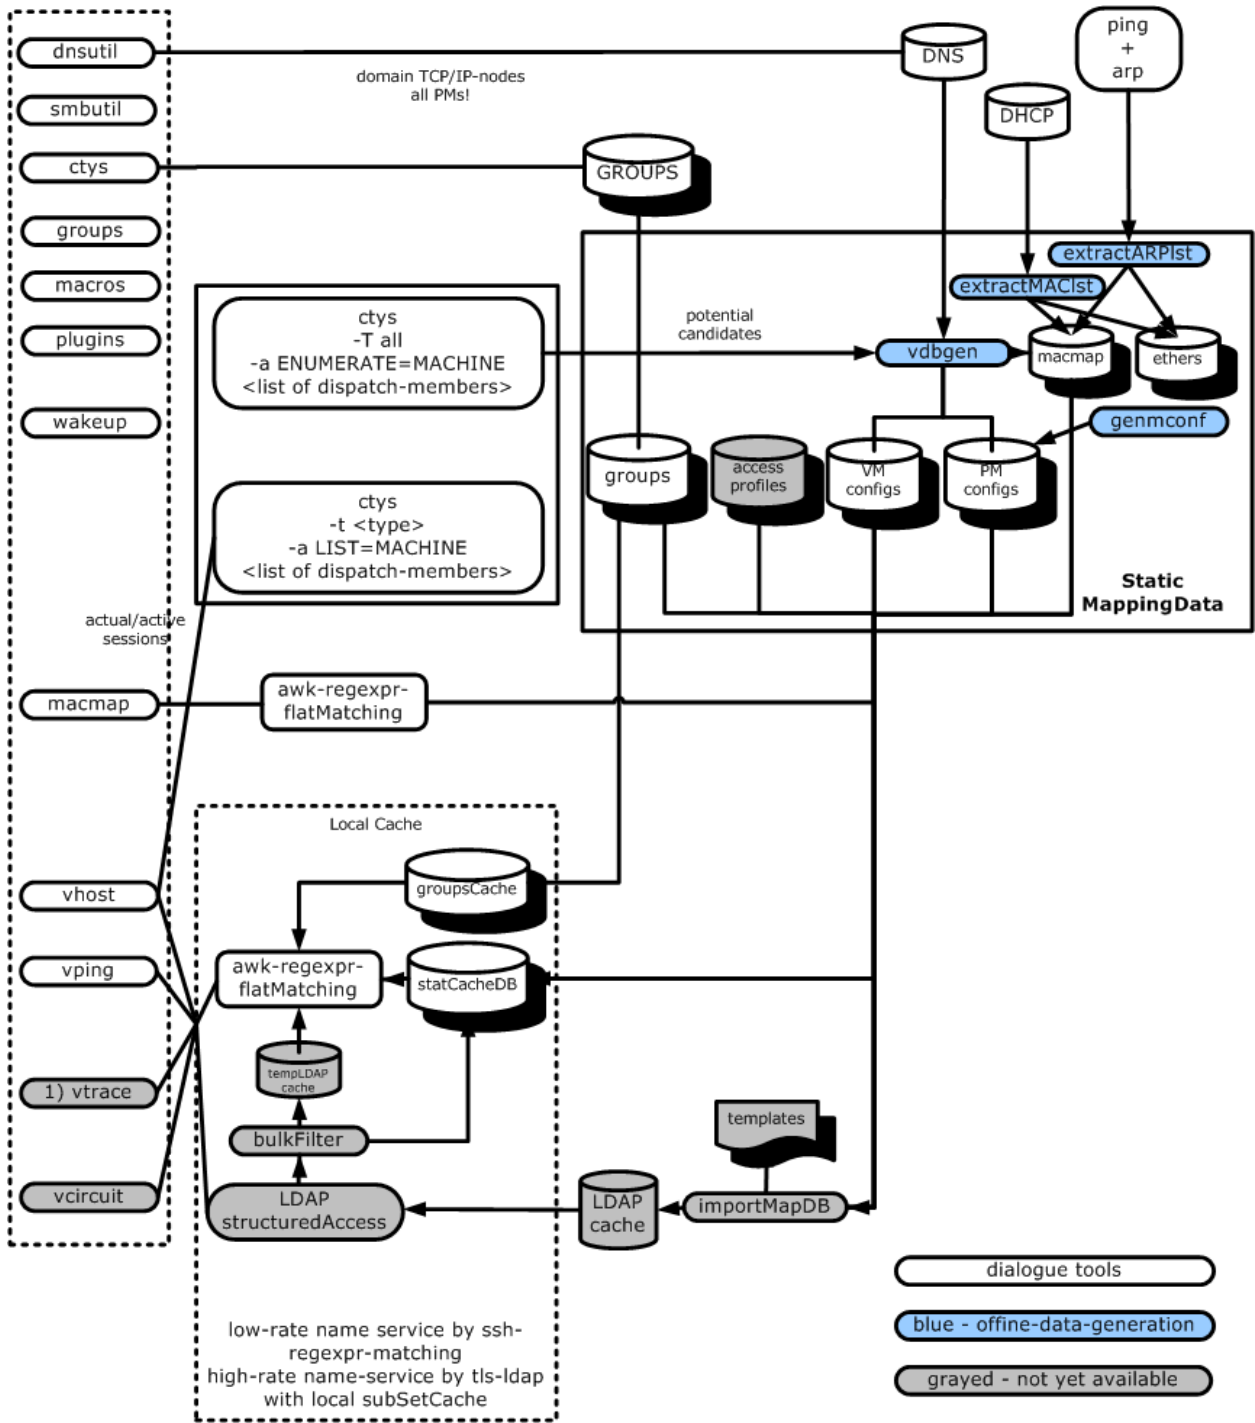 dnsutil
smbutil
ctys
groups
macros
plugins
wakeup
macmap
vhost
vping
1) vtrace
vcircuit
domain TCP/IP-nodes
all PMs!
DNS
DHCP
ping
+
arp
GROUPS
extractARPlst
extractMAClst
ctys
-T all
-a ENUMERATE=MACHINE
<list of dispatch-members>
potential
candidates
vdbgen
macmap
ethers
genmconf
groups
access
profiles
VM
configs
PM
configs
ctys
-t <type>
-a LIST=MACHINE
<list of dispatch-members>
Static
MappingData
actual/active
sessions
awk-regexpr-
flatMatching
Local Cache
groupsCache
awk-regexpr-
flatMatching
statCacheDB
tempLDAP
cache
bulkFilter
LDAP
structuredAccess
templates
LDAP
cache
importMapDB
low-rate name service by ssh-
regexpr-matching
high-rate name-service by tls-ldap
with local subSetCache
dialogue tools
blue - offine-data-generation
grayed - not yet available